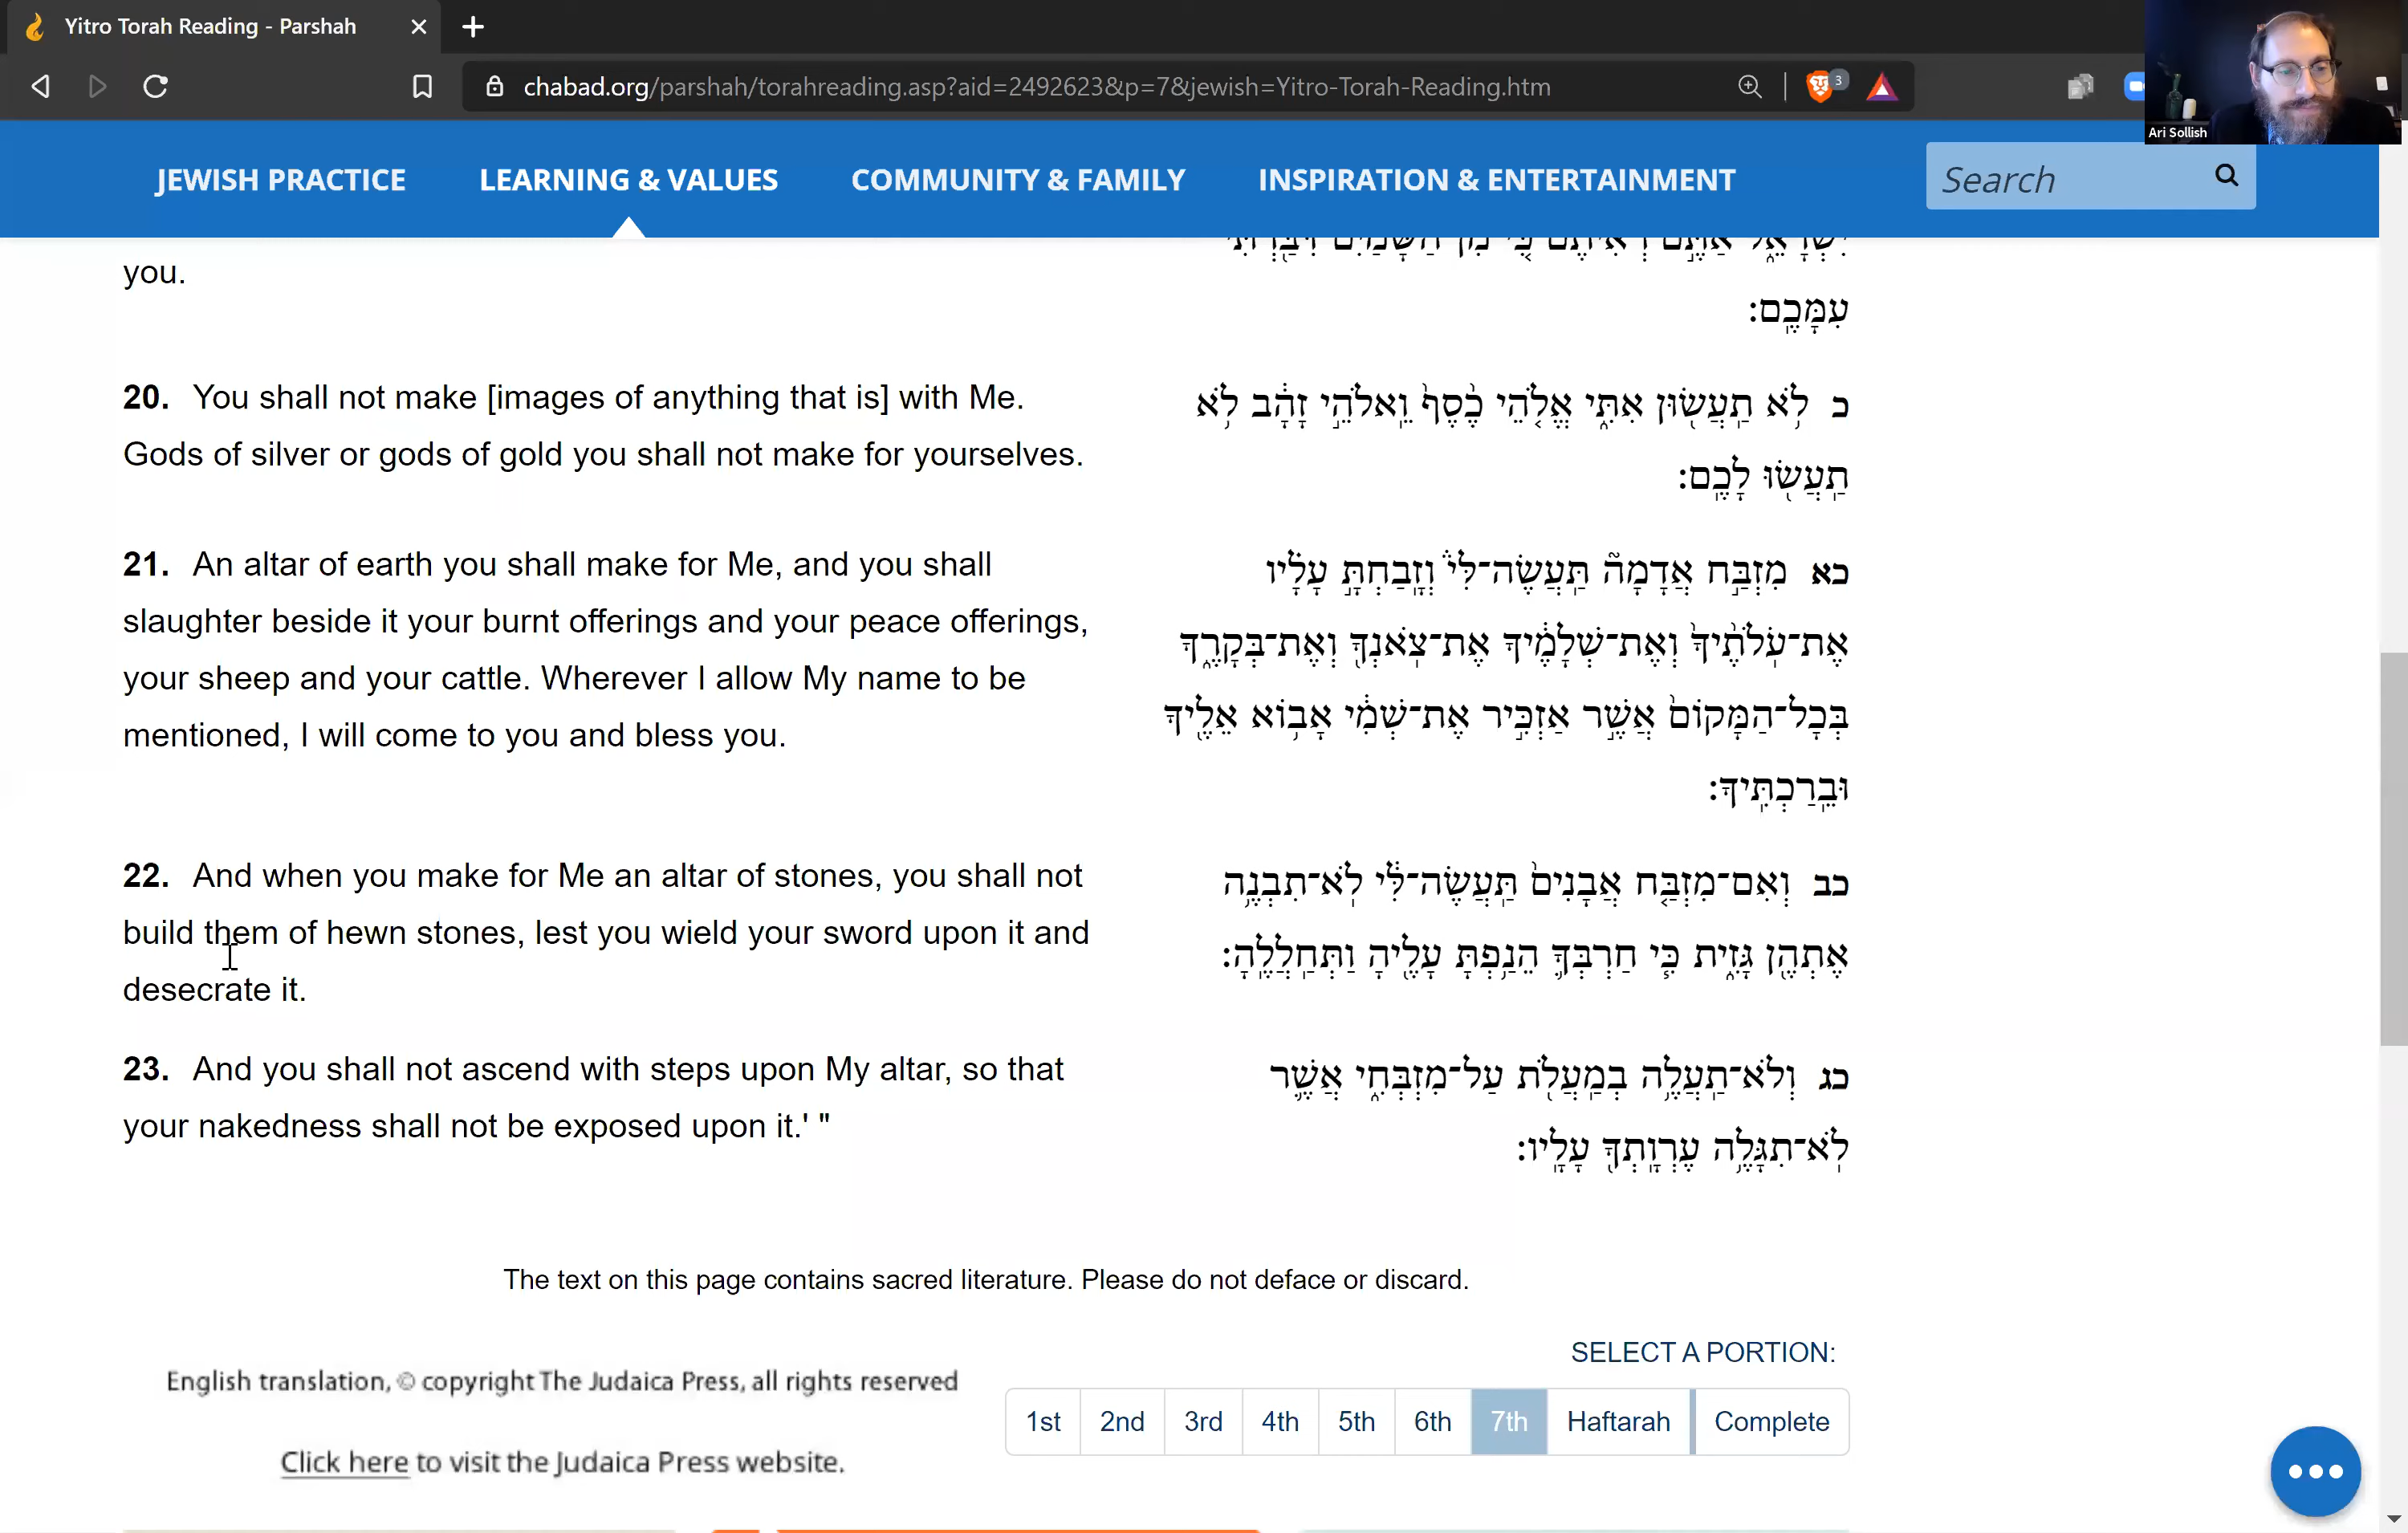 Yitro Torah Reading - Parshah
chabad.org/parshah/torahreading.asp?aid=2492623&p=7&jewish=Yitro-Torah-Reading.htm
3
Ari Sollish
JEWISH PRACTICE
LEARNING & VALUES
COMMUNITY & FAMILY
INSPIRATION & ENTERTAINMENT
Search
you.
עִמָּכֶֽם:
20. You shall not make [images of anything that is] with Me.
Gods of silver or gods of gold you shall not make for yourselves.
כ לֹ֥א תַֽעֲשׂ֖וּן אִתִּ֑י אֱלֹ֤הֵי כֶ֨סֶף֙ וֵֽאלֹהֵ֣י זָהָ֔ב לֹ֥א
תַֽעֲשׂ֖וּ לָכֶֽם:
21. An altar of earth you shall make for Me, and you shall
slaughter beside it your burnt offerings and your peace offerings,
your sheep and your cattle. Wherever I allow My name to be
mentioned, I will come to you and bless you.
כא מִזְבַּ֣ח אֲדָמָה֘ תַּֽעֲשֶׂה־לִּי֒ וְזָֽבַחְתָּ֣ עָלָ֗יו
אֶת־עֹֽלֹתֶ֨יךָ֙ וְאֶת־שְׁלָמֶ֔יךָ אֶת־צֹֽאנְךָ֖ וְאֶת־בְּקָרֶ֑ךָ
בְּכָל־הַמָּקוֹם֙ אֲשֶׁ֣ר אַזְכִּ֣יר אֶת־שְׁמִ֔י אָב֥וֹא אֵלֶ֖יךָ
וּבֵֽרַכְתִּֽיךָ:
22. And when you make for Me an altar of stones, you shall not
build them of hewn stones, lest you wield your sword upon it and
desecrate it.
כב וְאִם־מִזְבַּ֤ח אֲבָנִים֙ תַּֽעֲשֶׂה־לִּ֔י לֹֽא־תִבְנֶ֥ה
אֶתְהֶ֖ן גָּזִ֑ית כִּ֧י חַרְבְּךָ֛ הֵנַ֥פְתָּ עָלֶ֖יהָ וַתְּחַֽלֲלֶֽהָ:
23. And you shall not ascend with steps upon My altar, so that
your nakedness shall not be exposed upon it.' "
כג וְלֹא־תַֽעֲלֶ֥ה בְמַֽעֲלֹ֖ת עַל־מִזְבְּחִ֑י אֲשֶׁ֛ר
לֹֽא־תִגָּלֶ֥ה עֶרְוָֽתְךָ֖ עָלָֽיו:
The text on this page contains sacred literature. Please do not deface or discard.
SELECT A PORTION:
English translation, © copyright The Judaica Press, all rights reserved
1st 2nd 3rd 4th 5th 6th 7th Haftarah Complete
Click here to visit the Judaica Press website.